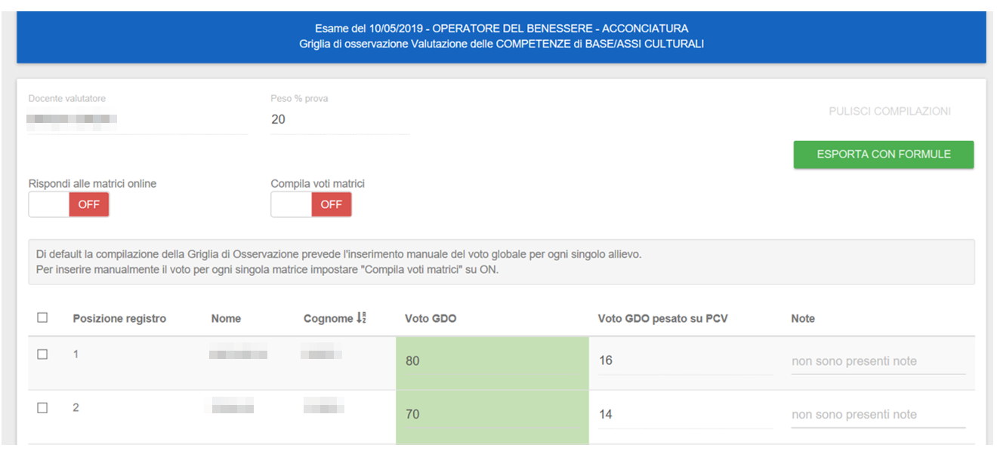 Esame del 10/05/2019 - OPERATORE DEL BENESSERE - ACCONCIATURA
Griglia di osservazione Valutazione delle COMPETENZE di BASE/ASSI CULTURALI
Docente valutatore
Peso % prova
20
PULISCI COMPILAZIONI
ESPORTA CON FORMULE
Rispondi alle matrici online
Compila voti matrici
OFF
OFF
Di default la compilazione della Griglia di Osservazione prevede l'inserimento manuale del voto globale per ogni singolo allievo.
Per inserire manualmente il voto per ogni singola matrice impostare "Compila voti matrici" su ON.
Posizione registro Nome Cognome Voto GDO Voto GDO pesato su PCV Note
1 80 16 non sono presenti note
2 70 14 non sono presenti note